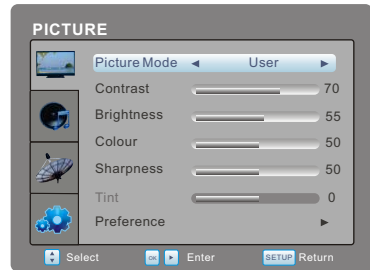 PICTURE
Picture Mode ◄ User ►
Contrast 70
Brightness 55
Colour 50
Sharpness 50
Tint 0
Preference ►
Select OK ► Enter SETUP Return